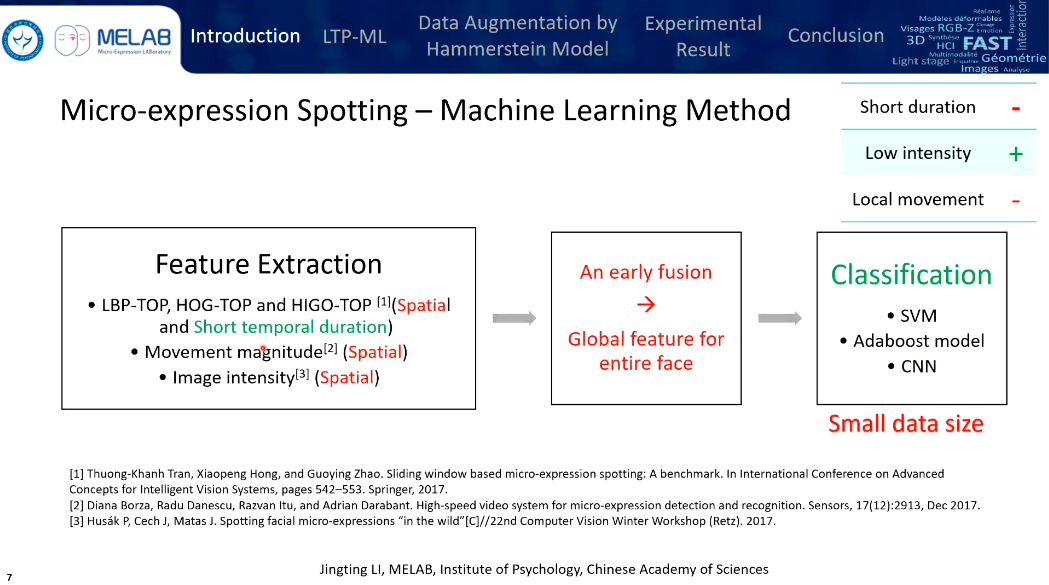 MELAB
Micro-Expression LAboratory
Introduction
LTP-ML
Data Augmentation by
Hammerstein Model
Experimental
Result
Conclusion
Réalisme
Modèles déformables
Visages RGB-Z
Emotion
3D Synthèse
HCI FAST
Multimodalité
Géométrie
Light stage
Images Analyse
Expression
Interaction
Micro-expression Spotting – Machine Learning Method
Short duration -
Low intensity +
Local movement -
Feature Extraction
• LBP-TOP, HOG-TOP and HIGO-TOP [1](Spatial
and Short temporal duration)
• Movement magnitude[2] (Spatial)
• Image intensity[3] (Spatial)
An early fusion
→
Global feature for
entire face
Classification
• SVM
• Adaboost model
• CNN
Small data size
[1] Thuong-Khanh Tran, Xiaopeng Hong, and Guoying Zhao. Sliding window based micro-expression spotting: A benchmark. In International Conference on Advanced
Concepts for Intelligent Vision Systems, pages 542–553. Springer, 2017.
[2] Diana Borza, Radu Danescu, Razvan Itu, and Adrian Darabant. High-speed video system for micro-expression detection and recognition. Sensors, 17(12):2913, Dec 2017.
[3] Husák P, Cech J, Matas J. Spotting facial micro-expressions “in the wild”[C]//22nd Computer Vision Winter Workshop (Retz). 2017.
Jingting LI, MELAB, Institute of Psychology, Chinese Academy of Sciences
7